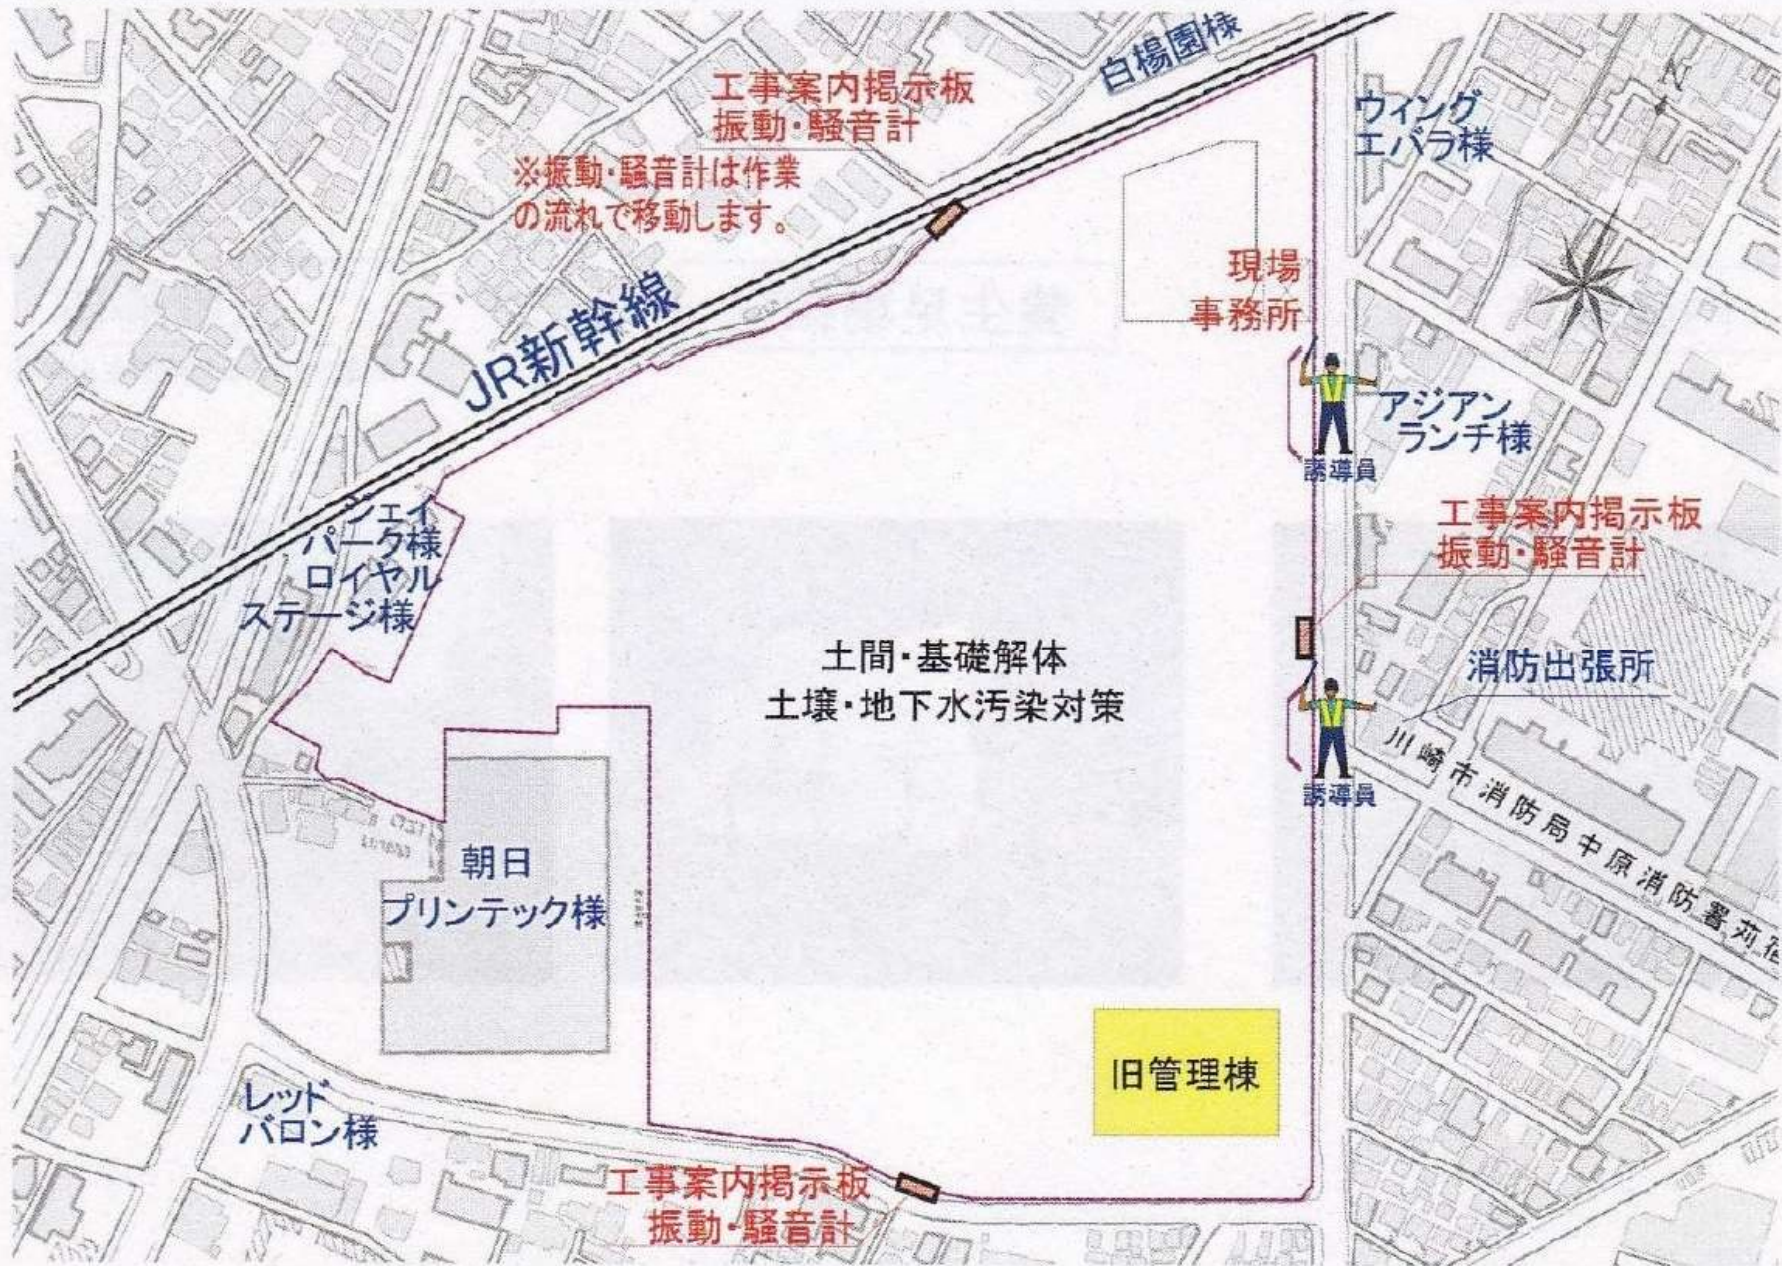 白楊園様
工事案内掲示板
振動・騒音計
※振動・騒音計は作業
の流れで移動します。
ウィング
エバラ様
N
JR新幹線
現場
事務所
アジアン
ランチ様
誘導員
ジェイ
パーク様
ロイヤル
ステージ様
工事案内掲示板
振動・騒音計
土間・基礎解体
土壌・地下水汚染対策
消防出張所
誘導員
川崎市消防局中原消防署苅宿
朝日
プリンテック様
旧管理棟
レッド
バロン様
工事案内掲示板
振動・騒音計